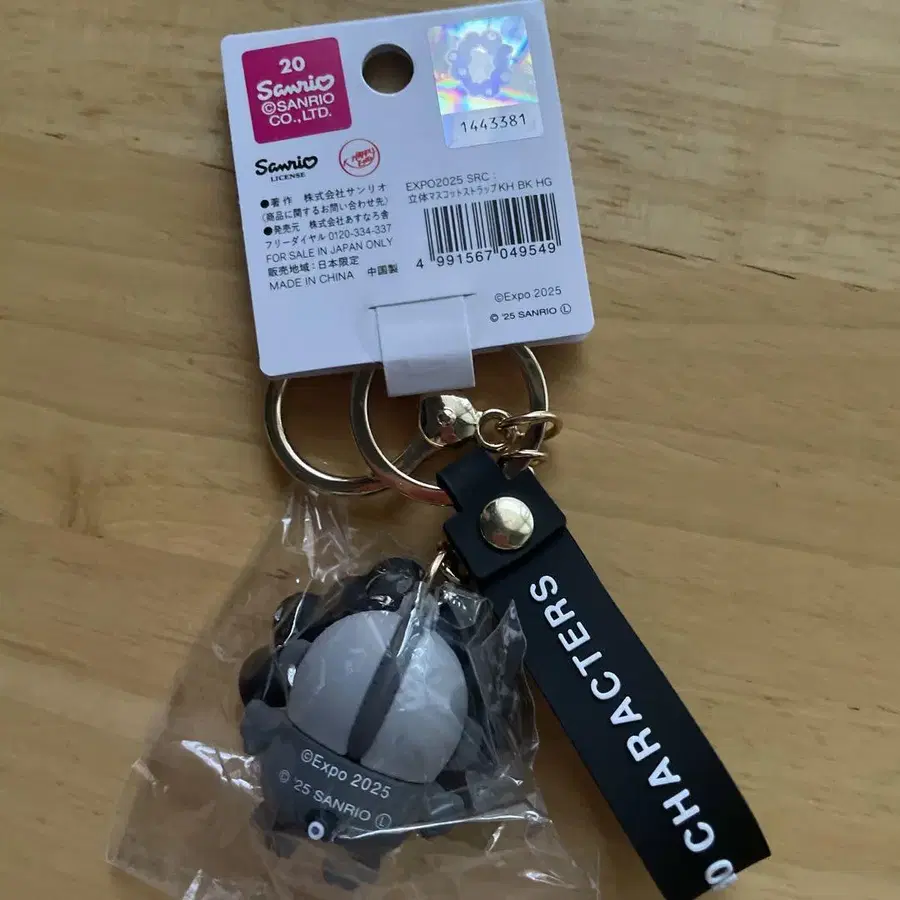 20
Sanrio
©SANRIO
CO.,LTD.
1443381
Sanrio
LICENSE
EXPO2025 SRC :
立体マスコットストラップKH BK HG
●著作 株式会社サンリオ
(商品に関するお問い合わせ先)
●発売元 株式会社あすなろ舎
フリーダイヤル 0120-334-337
FOR SALE IN JAPAN ONLY
販売地域:日本限定
MADE IN CHINA 中国製
4 991567 049549
©Expo 2025
© '25 SANRIO Ⓛ
CHARACTERS
©Expo 2025
© '25 SANRIO Ⓛ